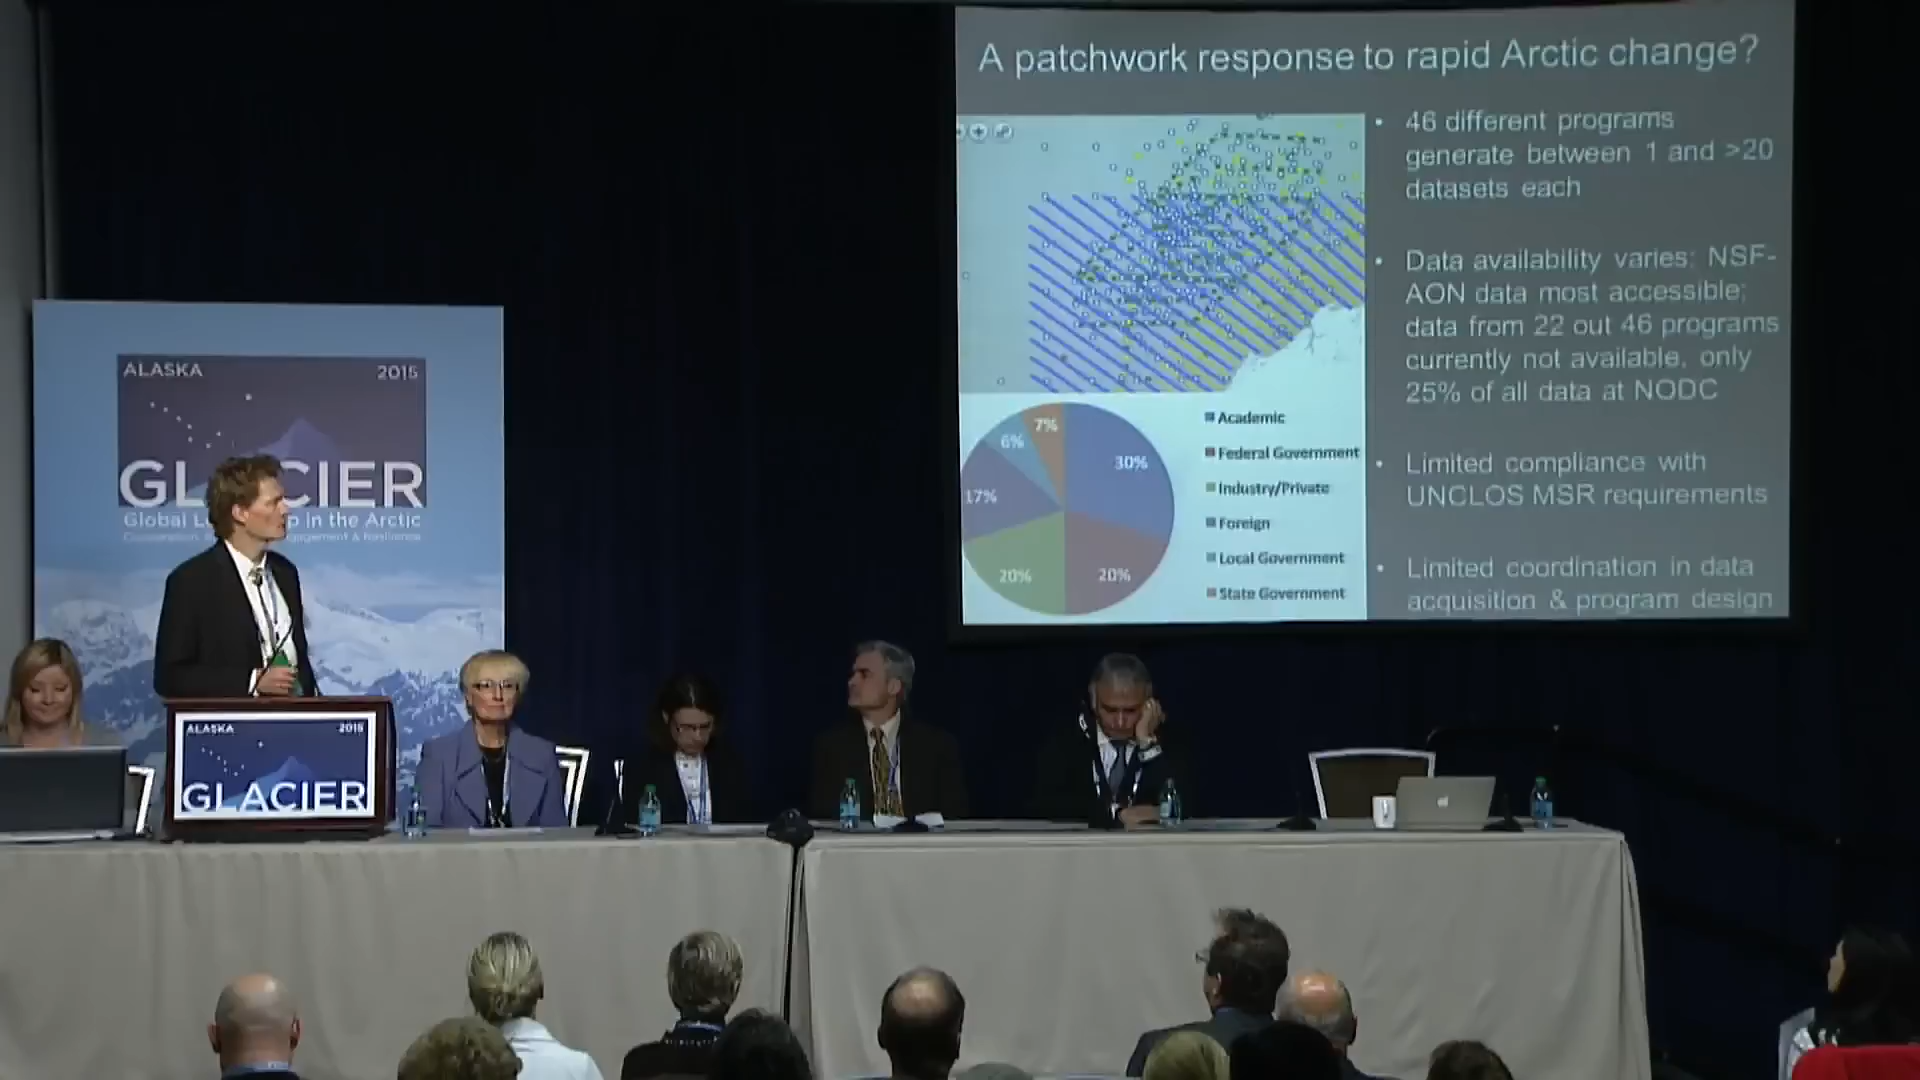 A patchwork response to rapid Arctic change?
• 46 different programs
generate between 1 and >20
datasets each
• Data availability varies: NSF-
AON data most accessible;
data from 22 out 46 programs
currently not available, only
25% of all data at NODC
• Limited compliance with
UNCLOS MSR requirements
• Limited coordination in data
acquisition & program design
7%
6%
30%
17%
20%
20%
Academic
Federal Government
Industry/Private
Foreign
Local Government
State Government
ALASKA 2015
GL CIER
Global L p in the Arctic
gagement & Resilience
ALASKA 2015
GLACIER